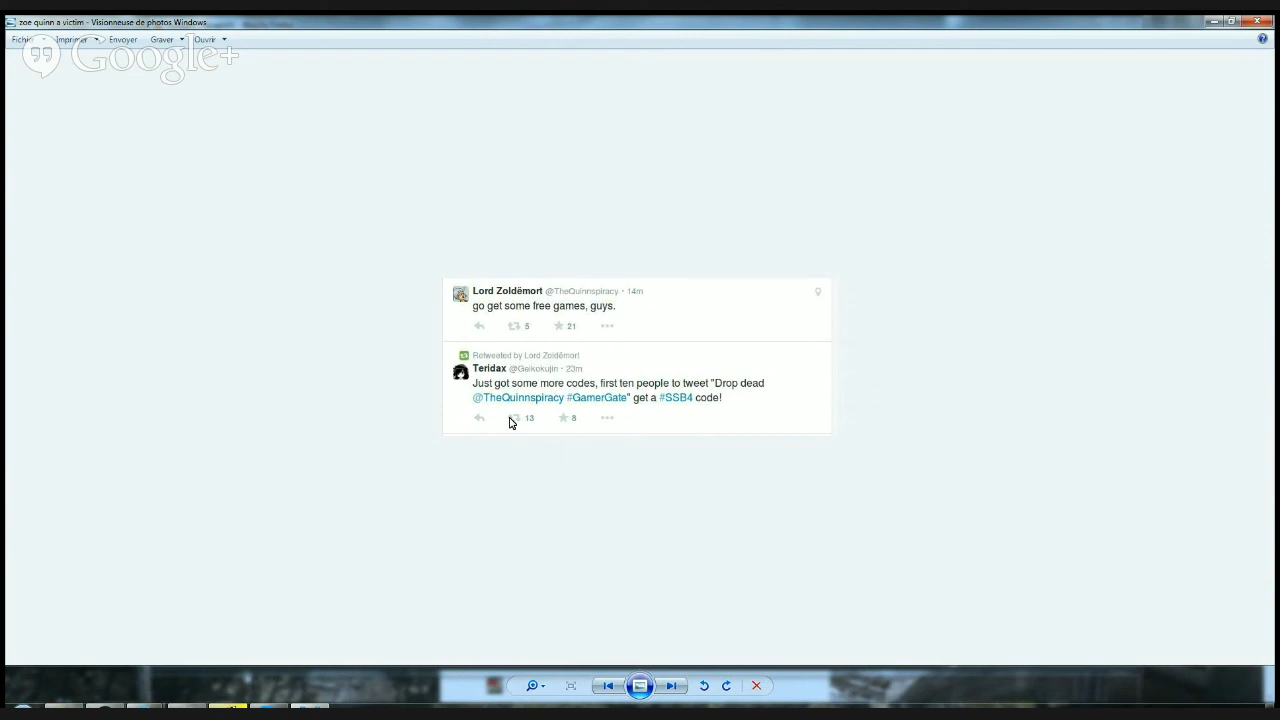 zoe quinn a victim - Visionneuse de photos Windows
Fichier Imprimer Envoyer Graver Ouvrir
Google+
Lord Zoldëmort @TheQuinnspiracy · 14m
go get some free games, guys.
5 21
Retweeted by Lord Zoldëmort
Teridax @Geikokujin · 23m
Just got some more codes, first ten people to tweet "Drop dead
@TheQuinnspiracy #GamerGate" get a #SSB4 code!
13 8